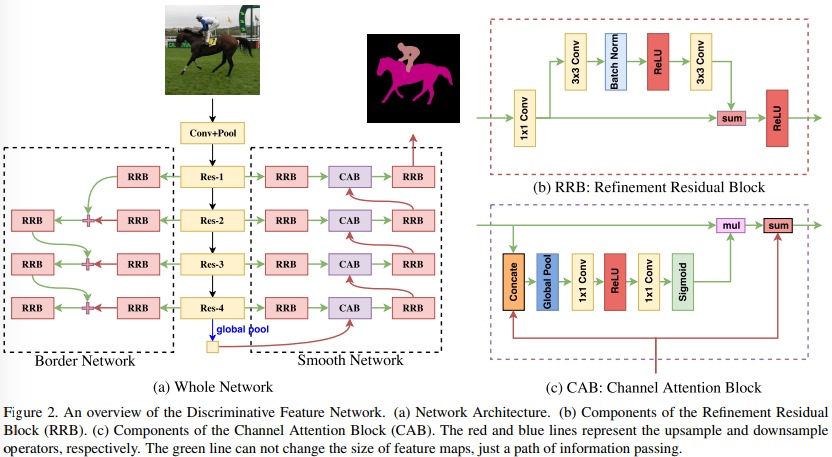 Conv+Pool
RRB Res-1 RRB CAB RRB
RRB RRB Res-2 RRB CAB RRB
RRB RRB Res-3 RRB CAB RRB
RRB RRB Res-4 RRB CAB RRB
global pool
Border Network
Smooth Network
(a) Whole Network
1x1 Conv
3x3 Conv
Batch Norm
ReLU
3x3 Conv
sum
ReLU
(b) RRB: Refinement Residual Block
Concate
Global Pool
1x1 Conv
ReLU
1x1 Conv
Sigmoid
mul
sum
(c) CAB: Channel Attention Block
Figure 2. An overview of the Discriminative Feature Network. (a) Network Architecture. (b) Components of the Refinement Residual
Block (RRB). (c) Components of the Channel Attention Block (CAB). The red and blue lines represent the upsample and downsample
operators, respectively. The green line can not change the size of feature maps, just a path of information passing.